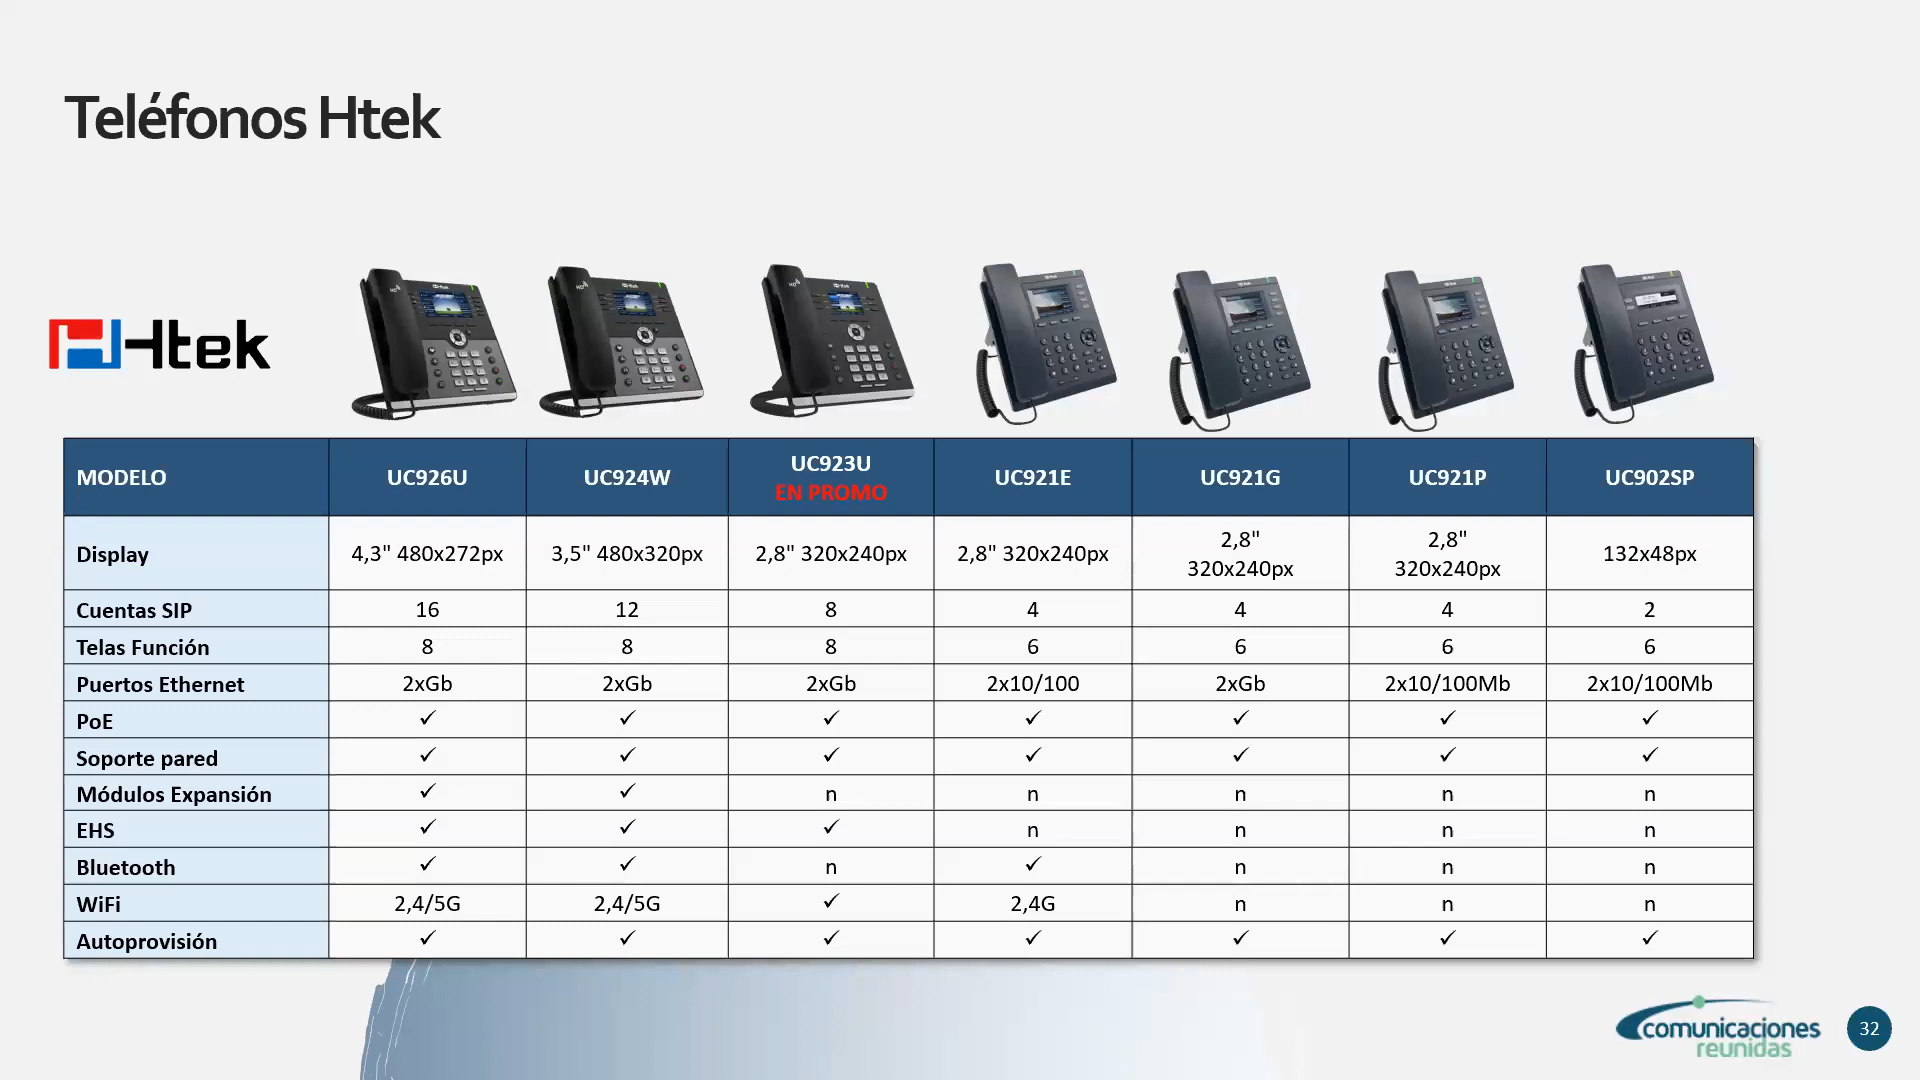 Teléfonos Htek
Htek
MODELO UC926U UC924W UC923U EN PROMO UC921E UC921G UC921P UC902SP
Display 4,3" 480x272px 3,5" 480x320px 2,8" 320x240px 2,8" 320x240px 2,8" 320x240px 2,8" 320x240px 132x48px
Cuentas SIP 16 12 8 4 4 4 2
Telas Función 8 8 8 6 6 6 6
Puertos Ethernet 2xGb 2xGb 2xGb 2x10/100 2xGb 2x10/100Mb 2x10/100Mb
PoE ✓ ✓ ✓ ✓ ✓ ✓ ✓
Soporte pared ✓ ✓ ✓ ✓ ✓ ✓ ✓
Módulos Expansión ✓ ✓ n n n n n
EHS ✓ ✓ ✓ n n n n
Bluetooth ✓ ✓ n ✓ n n n
WiFi 2,4/5G 2,4/5G ✓ 2,4G n n n
Autoprovisión ✓ ✓ ✓ ✓ ✓ ✓ ✓
comunicaciones
reunidas
32